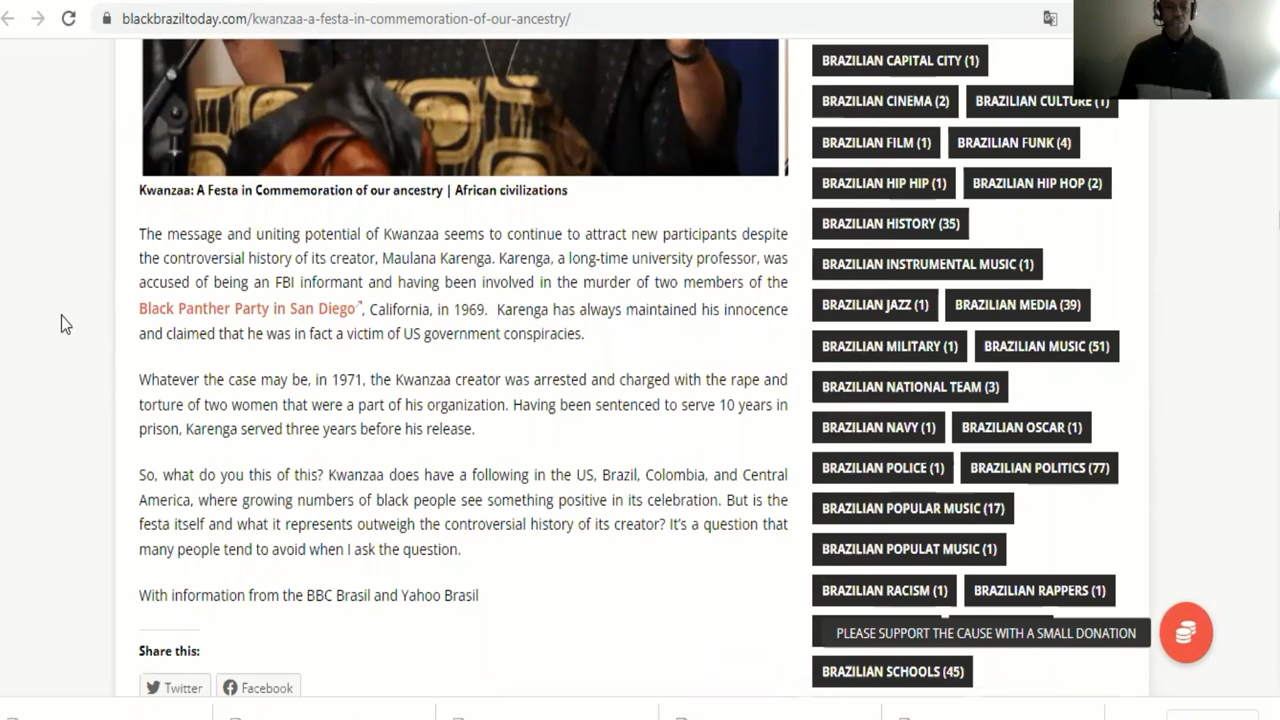 blackbraziltoday.com/kwanzaa-a-festa-in-commemoration-of-our-ancestry/
Kwanzaa: A Festa in Commemoration of our ancestry | African civilizations
The message and uniting potential of Kwanzaa seems to continue to attract new participants despite
the controversial history of its creator, Maulana Karenga. Karenga, a long-time university professor, was
accused of being an FBI informant and having been involved in the murder of two members of the
Black Panther Party in San Diego, California, in 1969. Karenga has always maintained his innocence
and claimed that he was in fact a victim of US government conspiracies.
Whatever the case may be, in 1971, the Kwanzaa creator was arrested and charged with the rape and
torture of two women that were a part of his organization. Having been sentenced to serve 10 years in
prison, Karenga served three years before his release.
So, what do you this of this? Kwanzaa does have a following in the US, Brazil, Colombia, and Central
America, where growing numbers of black people see something positive in its celebration. But is the
festa itself and what it represents outweigh the controversial history of its creator? It's a question that
many people tend to avoid when I ask the question.
With information from the BBC Brasil and Yahoo Brasil
Share this:
Twitter Facebook
BRAZILIAN CAPITAL CITY (1)
BRAZILIAN CINEMA (2) BRAZILIAN CULTURE (1)
BRAZILIAN FILM (1) BRAZILIAN FUNK (4)
BRAZILIAN HIP HIP (1) BRAZILIAN HIP HOP (2)
BRAZILIAN HISTORY (35)
BRAZILIAN INSTRUMENTAL MUSIC (1)
BRAZILIAN JAZZ (1) BRAZILIAN MEDIA (39)
BRAZILIAN MILITARY (1) BRAZILIAN MUSIC (51)
BRAZILIAN NATIONAL TEAM (3)
BRAZILIAN NAVY (1) BRAZILIAN OSCAR (1)
BRAZILIAN POLICE (1) BRAZILIAN POLITICS (77)
BRAZILIAN POPULAR MUSIC (17)
BRAZILIAN POPULAT MUSIC (1)
BRAZILIAN RACISM (1) BRAZILIAN RAPPERS (1)
PLEASE SUPPORT THE CAUSE WITH A SMALL DONATION
BRAZILIAN SCHOOLS (45)